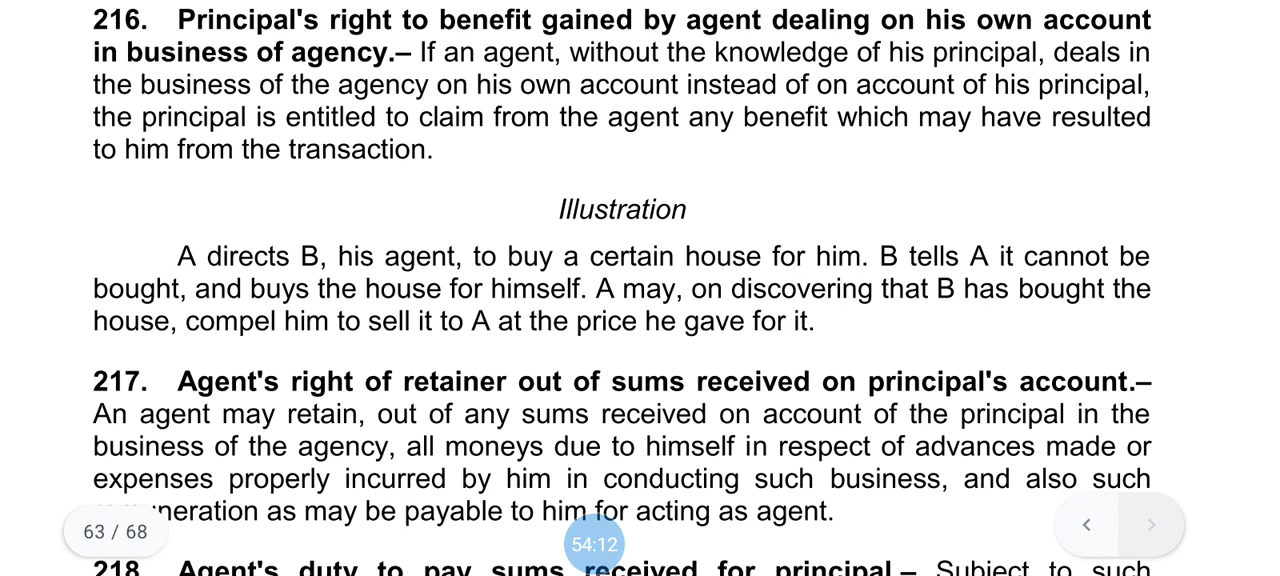 216. Principal's right to benefit gained by agent dealing on his own account
in business of agency.– If an agent, without the knowledge of his principal, deals in
the business of the agency on his own account instead of on account of his principal,
the principal is entitled to claim from the agent any benefit which may have resulted
to him from the transaction.
Illustration
A directs B, his agent, to buy a certain house for him. B tells A it cannot be
bought, and buys the house for himself. A may, on discovering that B has bought the
house, compel him to sell it to A at the price he gave for it.
217. Agent's right of retainer out of sums received on principal's account.–
An agent may retain, out of any sums received on account of the principal in the
business of the agency, all moneys due to himself in respect of advances made or
expenses properly incurred by him in conducting such business, and also such
as may be payable to him for acting as agent.
63 / 68
54:12
218. Agent's duty to pay sums received for principal.– Subject to such